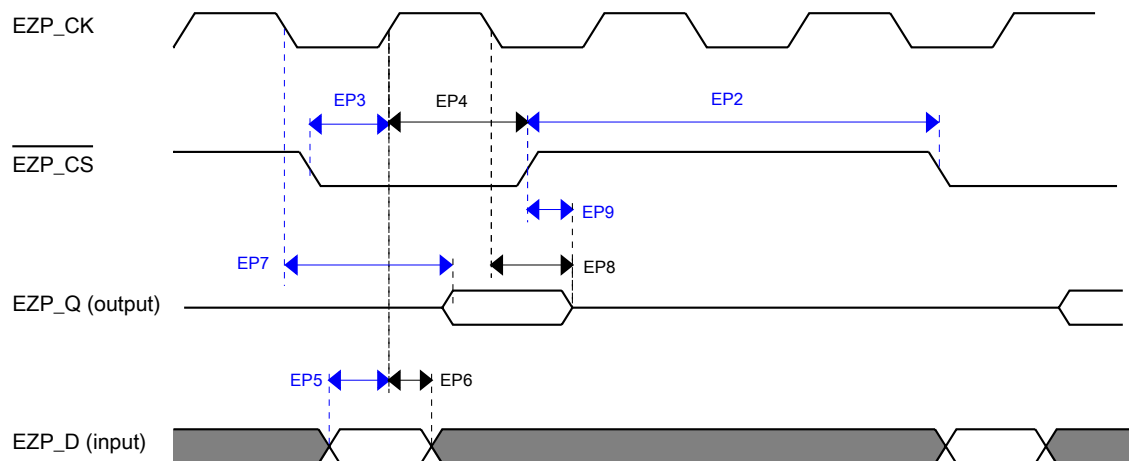 EZP_CK
EP3
EP4
EP2
EZP_CS
EP9
EP7
EP8
EZP_Q (output)
EP5
EP6
EZP_D (input)